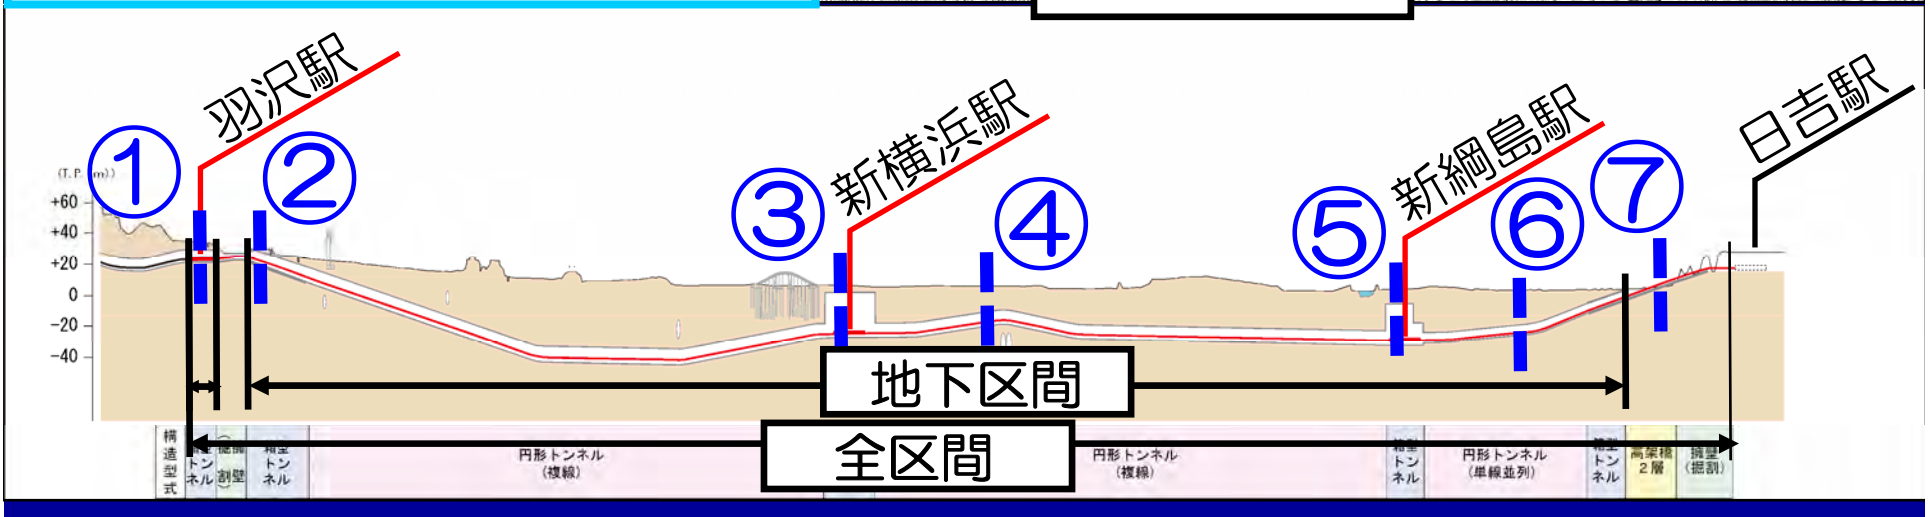 羽沢駅
新横浜駅
新綱島駅
日吉駅
①
②
③
④
⑤
⑥
⑦
(T.P. m))
+60
+40
+20
0
−20
−40
地下区間
全区間
構造型式
トンネル
割
壁
トンネル
円形トンネル
(複線)
円形トンネル
(複線)
トンネル
円形トンネル
(単線並列)
トンネル
高架橋
2層
擁壁
(掘割)